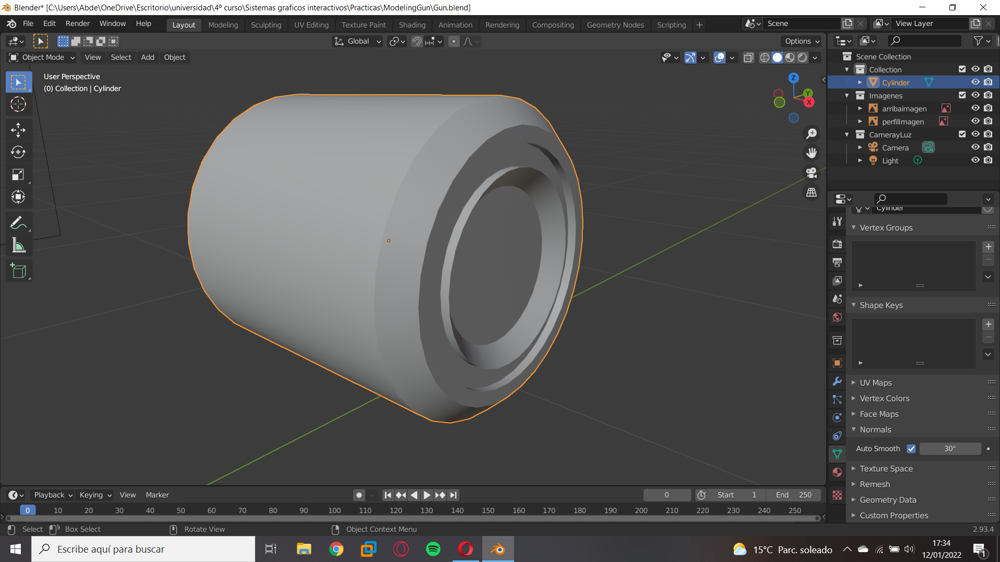 Blender* [C:\Users\Abde\OneDrive\Escritorio\universidad\4º curso\Sistemas graficos interactivos\Practicas\ModelingGun\Gun.blend]
File Edit Render Window Help Layout Modeling Sculpting UV Editing Texture Paint Shading Animation Rendering Compositing Geometry Nodes Scripting + Scene View Layer
Global Options
Object Mode View Select Add Object
User Perspective
(0) Collection | Cylinder
Z
Y
X
Scene Collection
Collection
Cylinder
Imagenes
arribaimagen
perfilImagen
CamerayLuz
Camera
Light
Cylinder
Vertex Groups
Shape Keys
UV Maps
Vertex Colors
Face Maps
Normals
Auto Smooth 30°
Texture Space
Remesh
Geometry Data
Custom Properties
Playback Keying View Marker 0 Start 1 End 250
0 10 20 30 40 50 60 70 80 90 100 110 120 130 140 150 160 170 180 190 200 210 220 230 240 250
Select Box Select Rotate View Object Context Menu 2.93.4
Escribe aquí para buscar
15°C Parc. soleado
17:34
12/01/2022
1